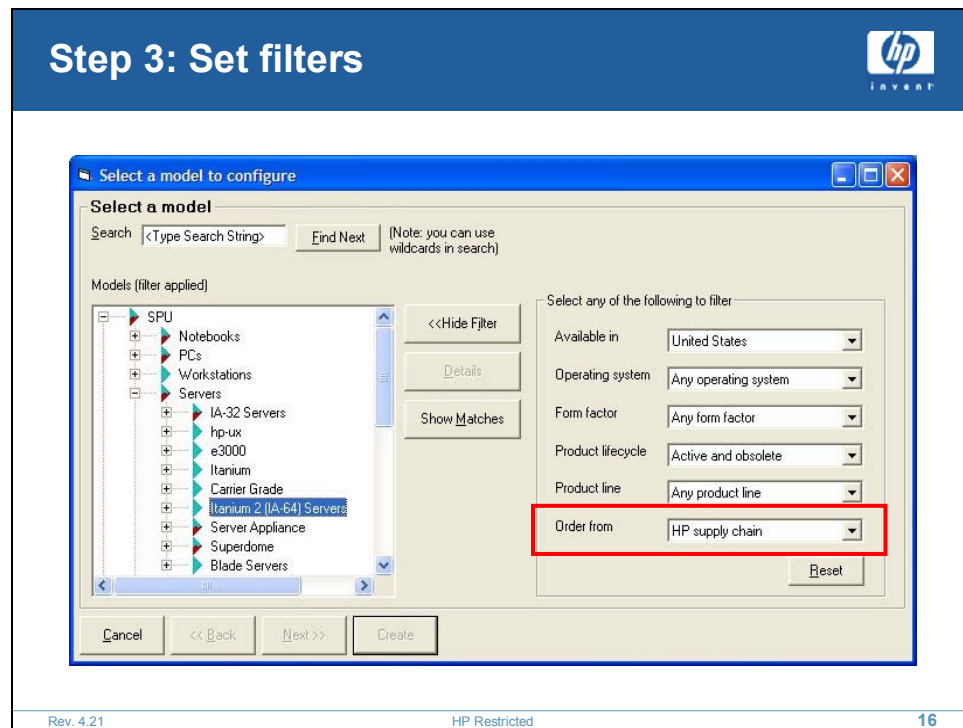 Step 3: Set filters
hp
invent
Select a model to configure
Select a model
Search <Type Search String> Find Next (Note: you can use
wildcards in search)
Models (filter applied)
SPU
Notebooks
PCs
Workstations
Servers
IA-32 Servers
hp-ux
e3000
Itanium
Carrier Grade
Itanium 2 (IA-64) Servers
Server Appliance
Superdome
Blade Servers
<<Hide Filter
Details
Show Matches
Select any of the following to filter
Available in United States
Operating system Any operating system
Form factor Any form factor
Product lifecycle Active and obsolete
Product line Any product line
Order from HP supply chain
Reset
Cancel << Back Next >> Create
Rev. 4.21 HP Restricted 16